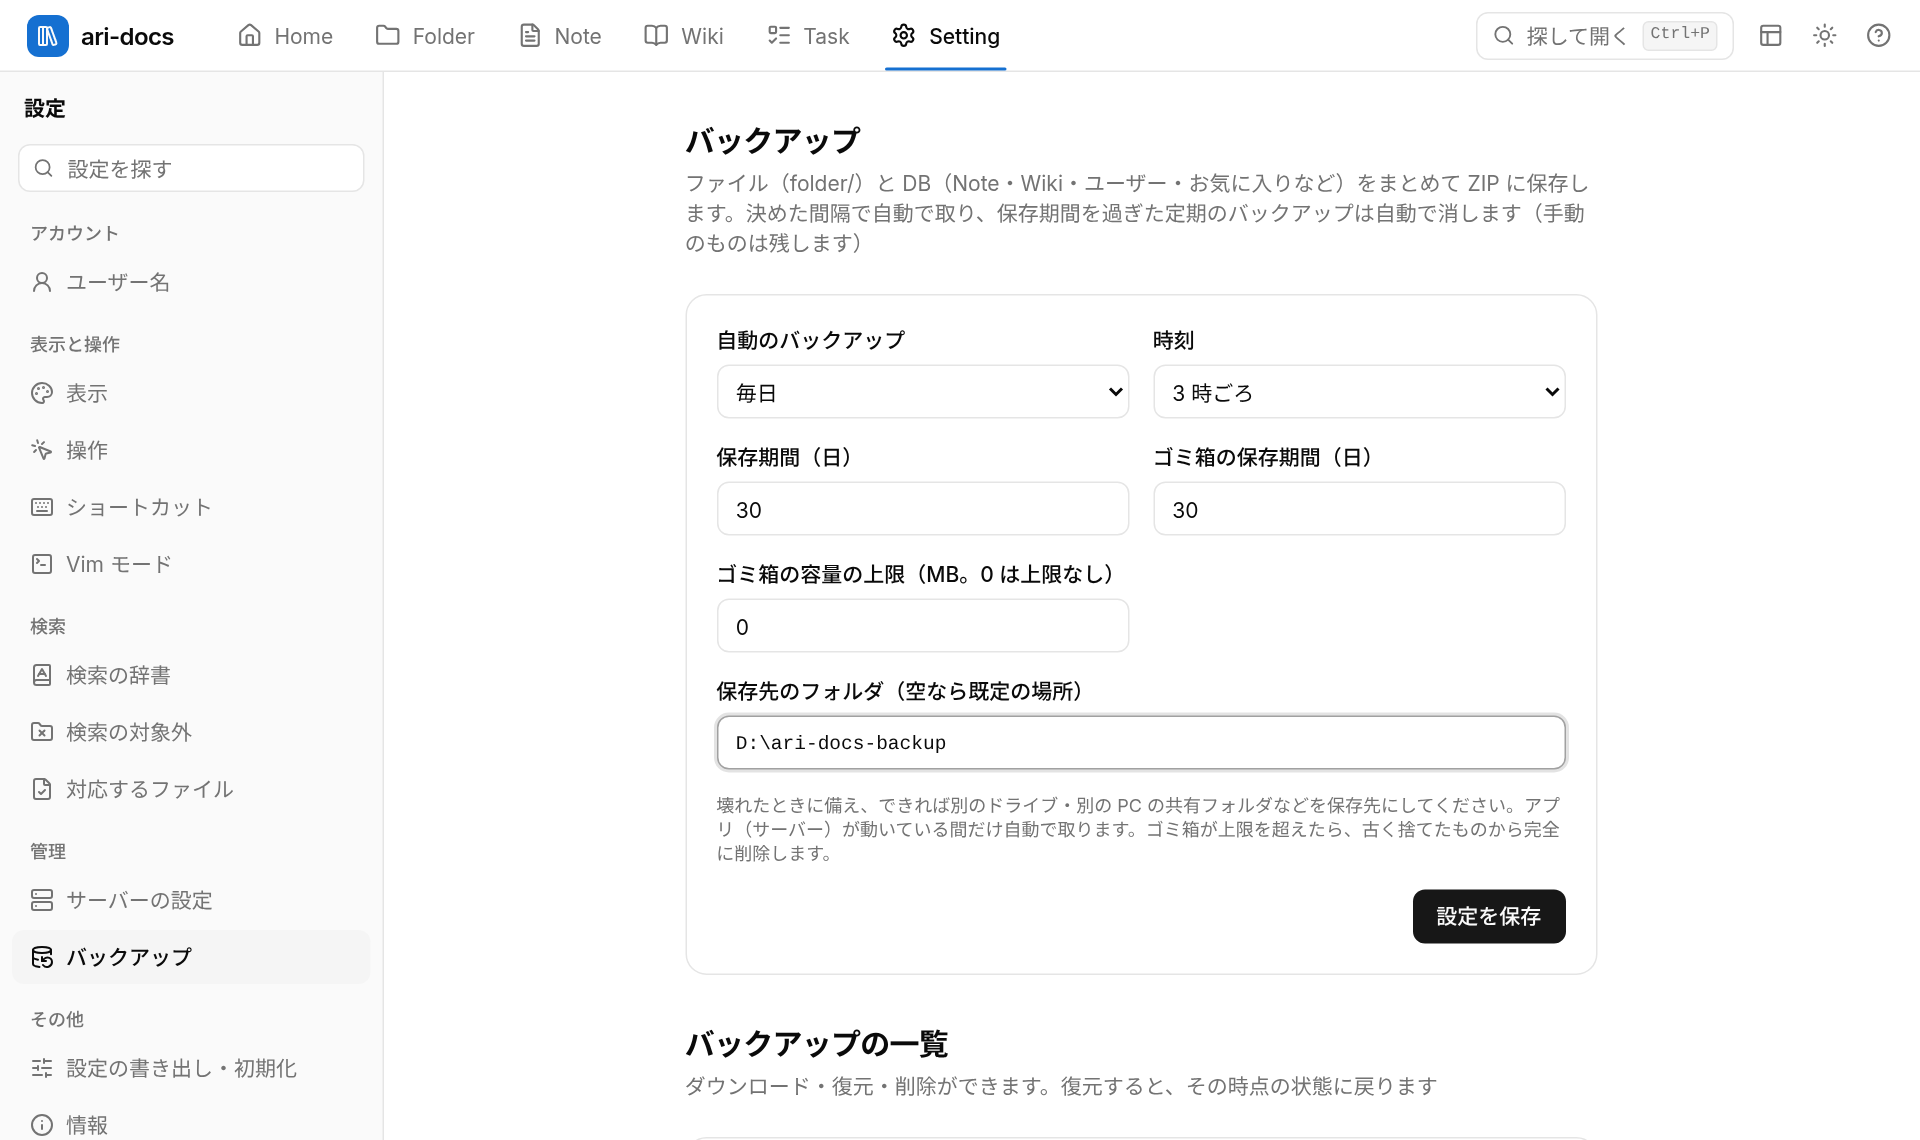 ari-docs
Home
Folder
Note
Wiki
Task
Setting
探して開く
Ctrl+P
設定
設定を探す
アカウント
ユーザー名
表示と操作
表示
操作
ショートカット
Vim モード
検索
検索の辞書
検索の対象外
対応するファイル
管理
サーバーの設定
バックアップ
その他
設定の書き出し・初期化
情報
バックアップ
ファイル（folder/）と DB（Note・Wiki・ユーザー・お気に入りなど）をまとめて ZIP に保存し
ます。決めた間隔で自動で取り、保存期間を過ぎた定期のバックアップは自動で消します（手動
のものは残します）
自動のバックアップ
時刻
毎日
3 時ごろ
保存期間（日）
ゴミ箱の保存期間（日）
30
30
ゴミ箱の容量の上限（MB。0 は上限なし）
0
保存先のフォルダ（空なら既定の場所）
D:\ari-docs-backup
壊れたときに備え、できれば別のドライブ・別の PC の共有フォルダなどを保存先にしてください。アプ
リ（サーバー）が動いている間だけ自動で取ります。ゴミ箱が上限を超えたら、古く捨てたものから完全
に削除します。
設定を保存
バックアップの一覧
ダウンロード・復元・削除ができます。復元すると、その時点の状態に戻ります